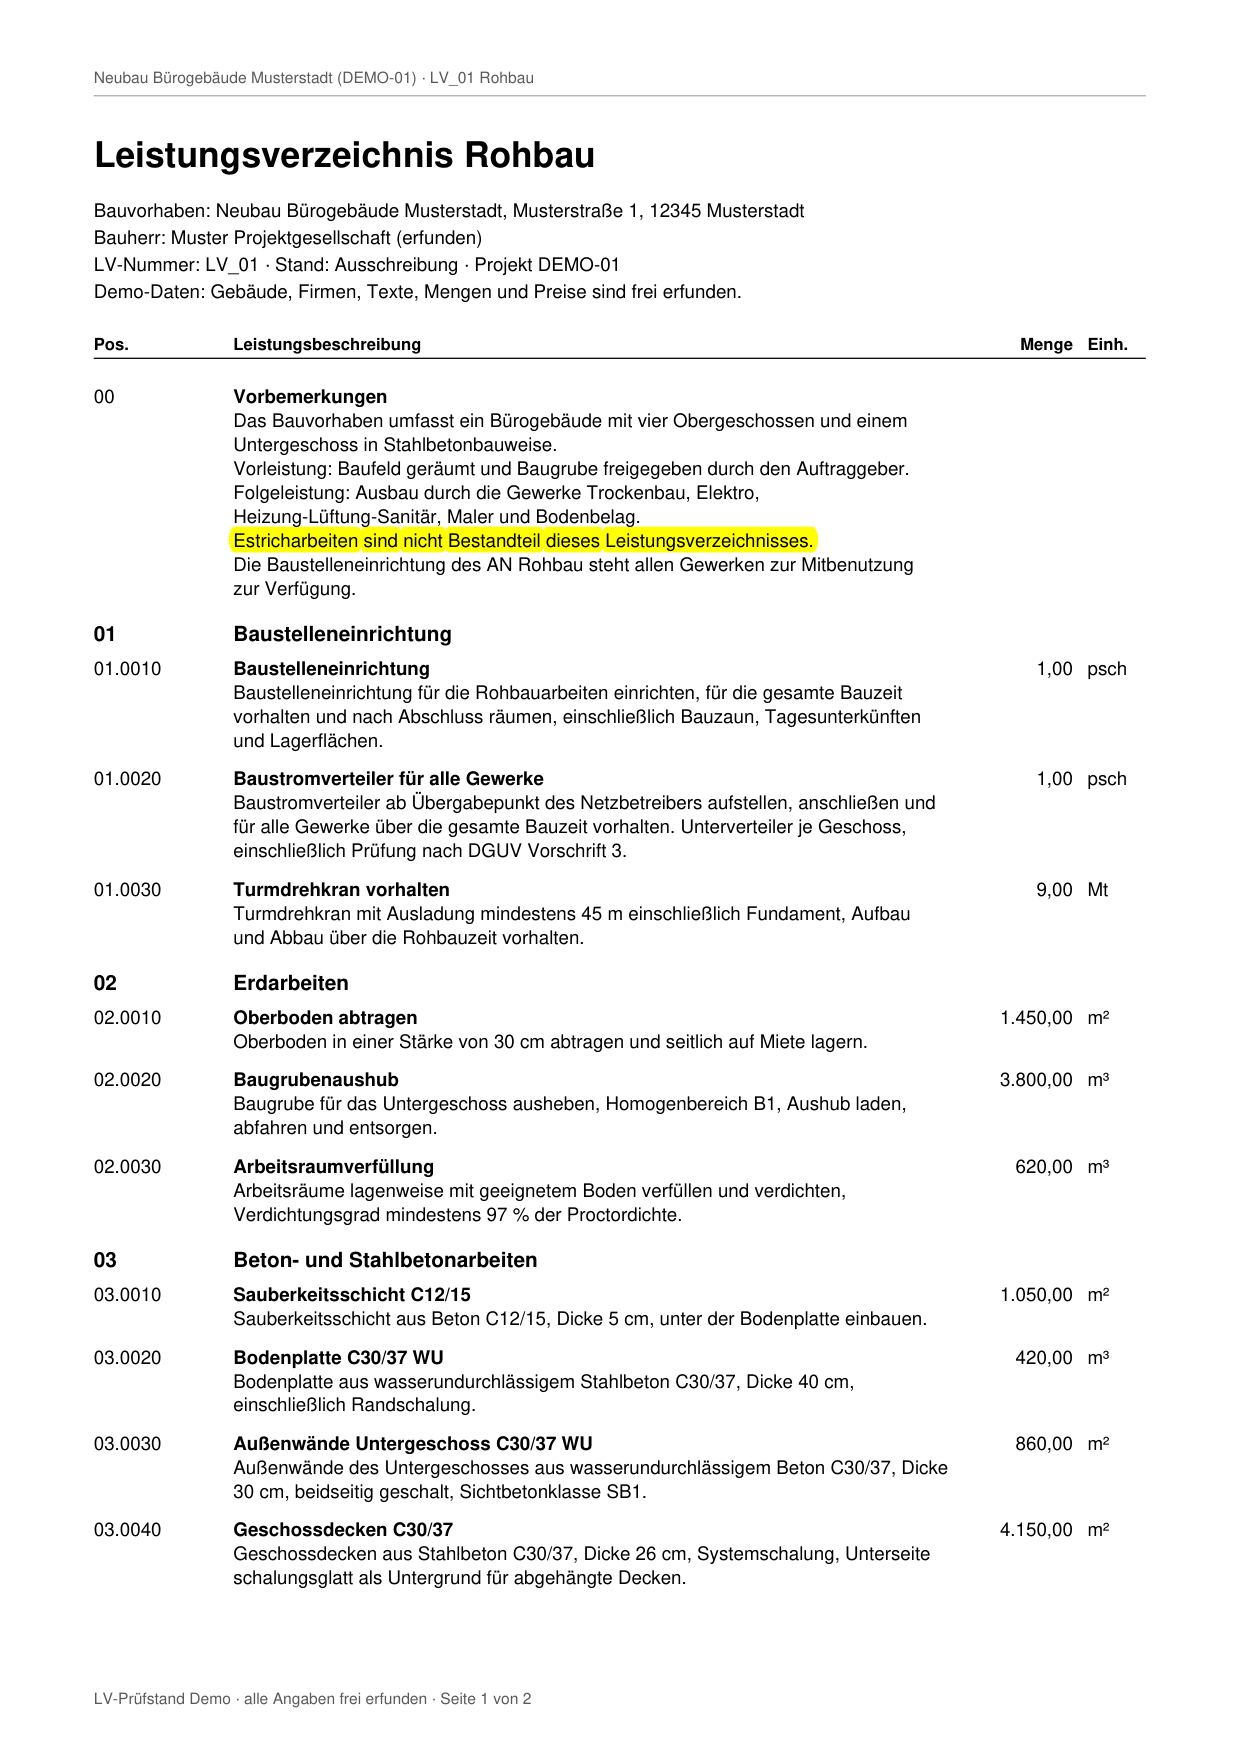 Neubau Bürogebäude Musterstadt (DEMO-01) · LV_01 Rohbau
Leistungsverzeichnis Rohbau
Bauvorhaben: Neubau Bürogebäude Musterstadt, Musterstraße 1, 12345 Musterstadt
Bauherr: Muster Projektgesellschaft (erfunden)
LV-Nummer: LV_01 · Stand: Ausschreibung · Projekt DEMO-01
Demo-Daten: Gebäude, Firmen, Texte, Mengen und Preise sind frei erfunden.
Pos. Leistungsbeschreibung Menge Einh.
00 Vorbemerkungen
Das Bauvorhaben umfasst ein Bürogebäude mit vier Obergeschossen und einem
Untergeschoss in Stahlbetonbauweise.
Vorleistung: Baufeld geräumt und Baugrube freigegeben durch den Auftraggeber.
Folgeleistung: Ausbau durch die Gewerke Trockenbau, Elektro,
Heizung-Lüftung-Sanitär, Maler und Bodenbelag.
Estricharbeiten sind nicht Bestandteil dieses Leistungsverzeichnisses.
Die Baustelleneinrichtung des AN Rohbau steht allen Gewerken zur Mitbenutzung
zur Verfügung.
01 Baustelleneinrichtung
01.0010 Baustelleneinrichtung 1,00 psch
Baustelleneinrichtung für die Rohbauarbeiten einrichten, für die gesamte Bauzeit
vorhalten und nach Abschluss räumen, einschließlich Bauzaun, Tagesunterkünften
und Lagerflächen.
01.0020 Baustromverteiler für alle Gewerke 1,00 psch
Baustromverteiler ab Übergabepunkt des Netzbetreibers aufstellen, anschließen und
für alle Gewerke über die gesamte Bauzeit vorhalten. Unterverteiler je Geschoss,
einschließlich Prüfung nach DGUV Vorschrift 3.
01.0030 Turmdrehkran vorhalten 9,00 Mt
Turmdrehkran mit Ausladung mindestens 45 m einschließlich Fundament, Aufbau
und Abbau über die Rohbauzeit vorhalten.
02 Erdarbeiten
02.0010 Oberboden abtragen 1.450,00 m²
Oberboden in einer Stärke von 30 cm abtragen und seitlich auf Miete lagern.
02.0020 Baugrubenaushub 3.800,00 m³
Baugrube für das Untergeschoss ausheben, Homogenbereich B1, Aushub laden,
abfahren und entsorgen.
02.0030 Arbeitsraumverfüllung 620,00 m³
Arbeitsräume lagenweise mit geeignetem Boden verfüllen und verdichten,
Verdichtungsgrad mindestens 97 % der Proctordichte.
03 Beton- und Stahlbetonarbeiten
03.0010 Sauberkeitsschicht C12/15 1.050,00 m²
Sauberkeitsschicht aus Beton C12/15, Dicke 5 cm, unter der Bodenplatte einbauen.
03.0020 Bodenplatte C30/37 WU 420,00 m³
Bodenplatte aus wasserundurchlässigem Stahlbeton C30/37, Dicke 40 cm,
einschließlich Randschalung.
03.0030 Außenwände Untergeschoss C30/37 WU 860,00 m²
Außenwände des Untergeschosses aus wasserundurchlässigem Beton C30/37, Dicke
30 cm, beidseitig geschalt, Sichtbetonklasse SB1.
03.0040 Geschossdecken C30/37 4.150,00 m²
Geschossdecken aus Stahlbeton C30/37, Dicke 26 cm, Systemschalung, Unterseite
schalungsglatt als Untergrund für abgehängte Decken.
LV-Prüfstand Demo · alle Angaben frei erfunden · Seite 1 von 2